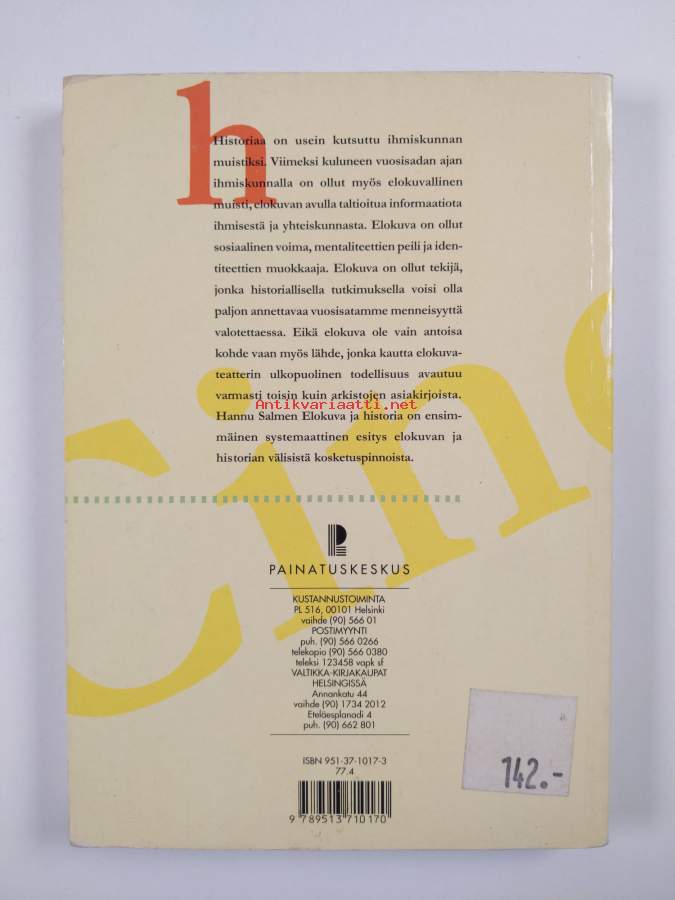 h
Historiaa on usein kutsuttu ihmiskunnan
muistiksi. Viimeksi kuluneen vuosisadan ajan
ihmiskunnalla on ollut myös elokuvallinen
muisti, elokuvan avulla taltioitua informaatiota
ihmisestä ja yhteiskunnasta. Elokuva on ollut
sosiaalinen voima, mentaliteettien peili ja iden-
titeettien muokkaaja. Elokuva on ollut tekijä,
jonka historiallisella tutkimuksella voisi olla
paljon annettavaa vuosisatamme menneisyyttä
valotettaessa. Eikä elokuva ole vain antoisa
kohde vaan myös lähde, jonka kautta elokuva-
teatterin ulkopuolinen todellisuus avautuu
varmasti toisin kuin arkistojen asiakirjoista.
Antikvariaatti.net
Hannu Salmen Elokuva ja historia on ensim-
mäinen systemaattinen esitys elokuvan ja
historian välisistä kosketuspinnoista.
Cine
PAINATUSKESKUS
KUSTANNUSTOIMINTA
PL 516, 00101 Helsinki
vaihde (90) 566 01
POSTIMYYNTI
puh. (90) 566 0266
telekopio (90) 566 0380
teleksi 123458 vapk sf
VALTIKKA-KIRJAKAUPAT
HELSINGISSÄ
Annankatu 44
vaihde (90) 1734 2012
Eteläesplanadi 4
puh. (90) 662 801
ISBN 951-37-1017-3
77.4
9 789513 710170
142.-